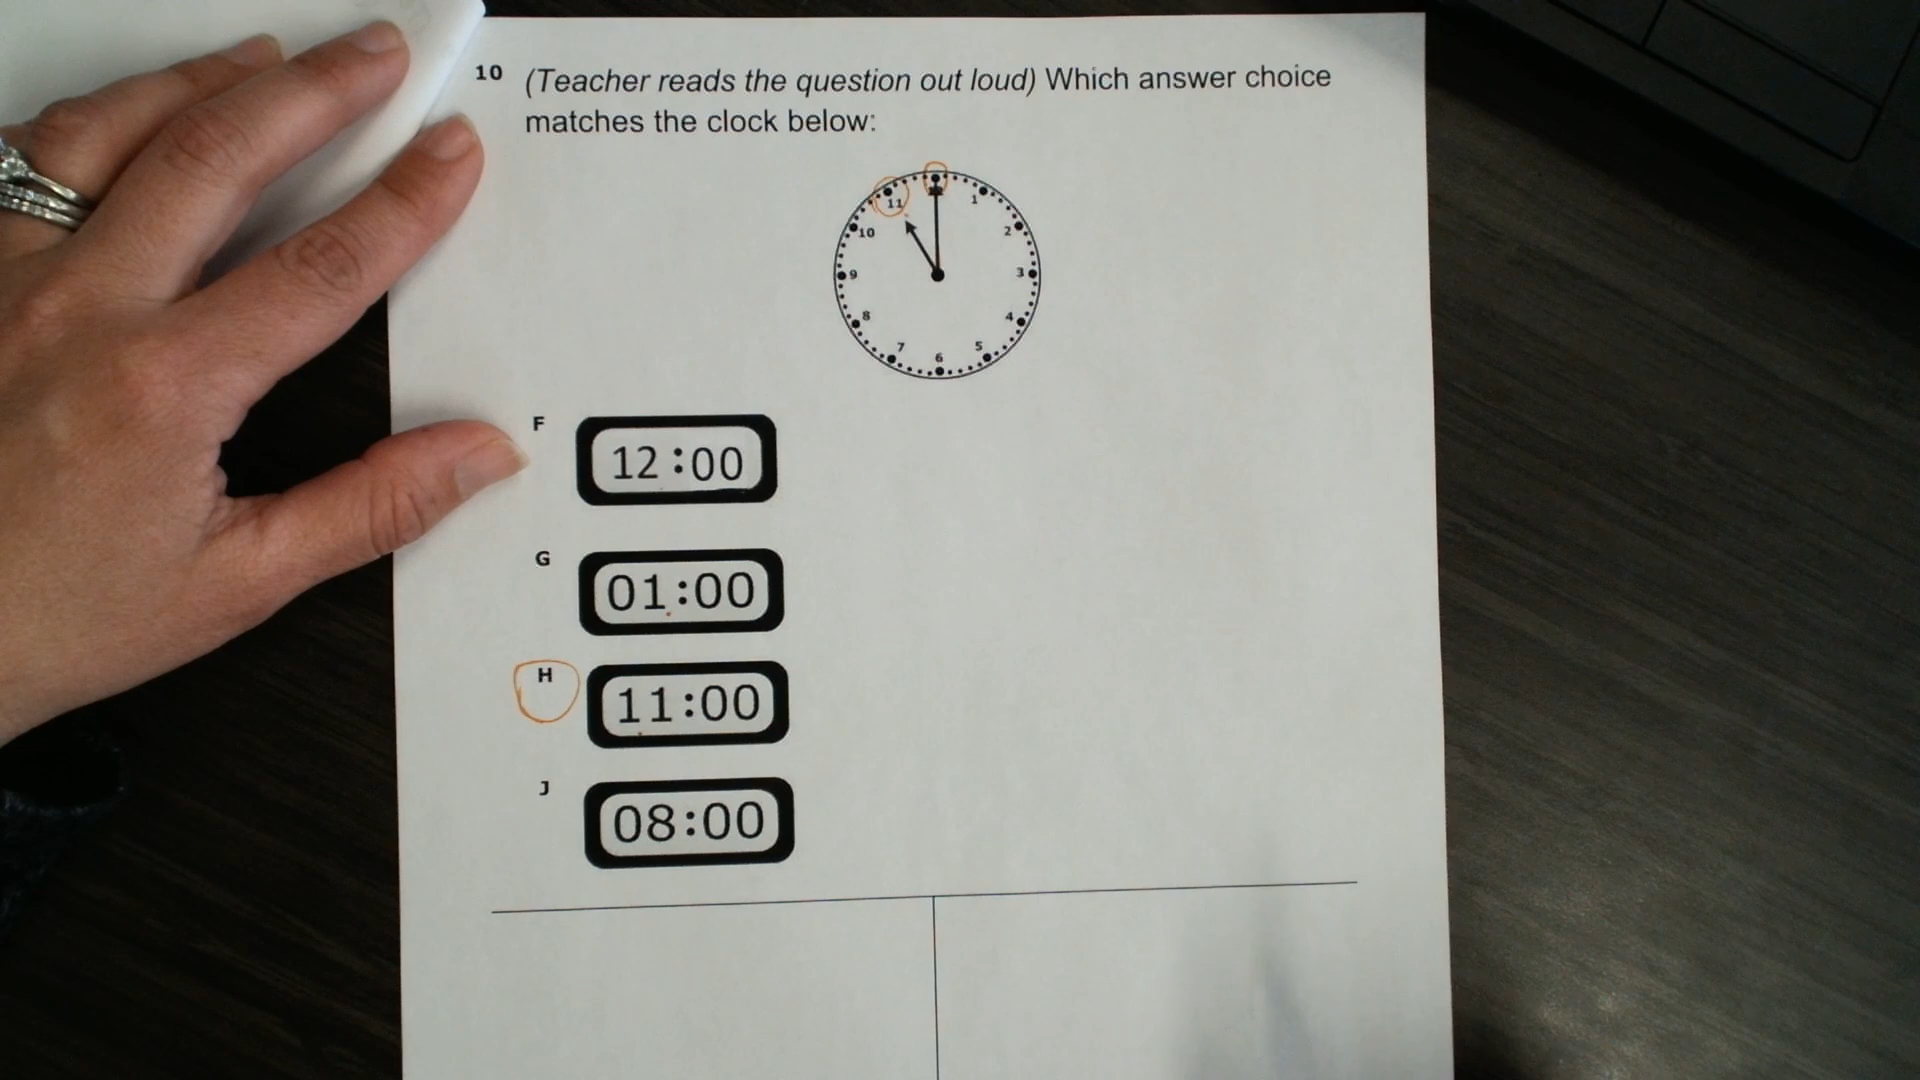 10 (Teacher reads the question out loud) Which answer choice
matches the clock below:
11
1
10
2
9
3
8
4
7
5
6
F
12:00
G
01:00
H
11:00
J
08:00